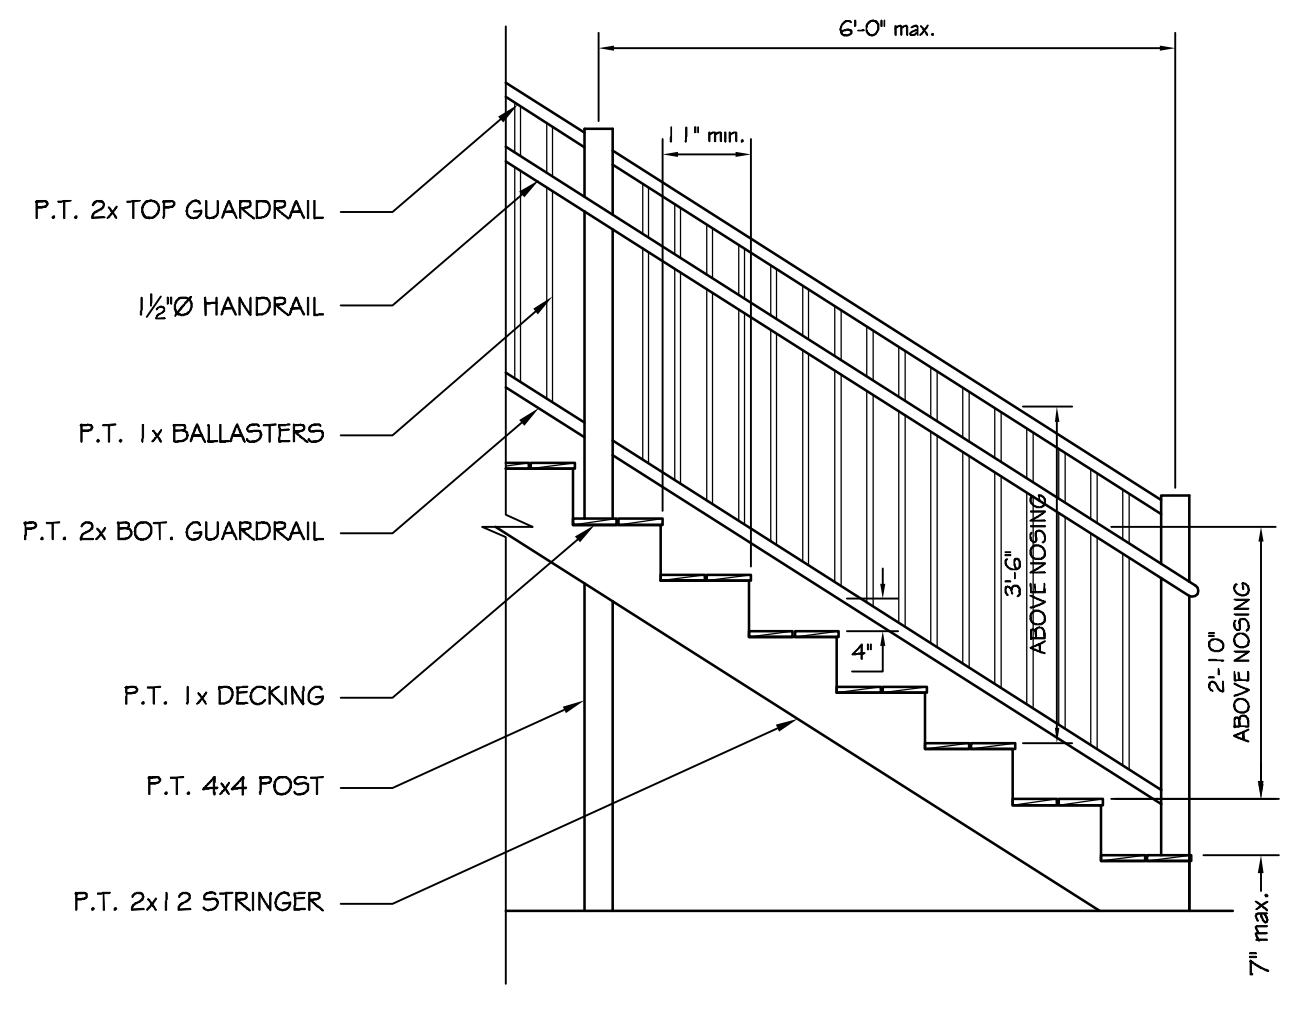 6'-0" max.
11" min.
P.T. 2x TOP GUARDRAIL
1½"Ø HANDRAIL
P.T. 1x BALLASTERS
P.T. 2x BOT. GUARDRAIL
3'-6"
ABOVE NOSING
2'-10"
ABOVE NOSING
4"
P.T. 1x DECKING
P.T. 4x4 POST
P.T. 2x12 STRINGER
7" max.